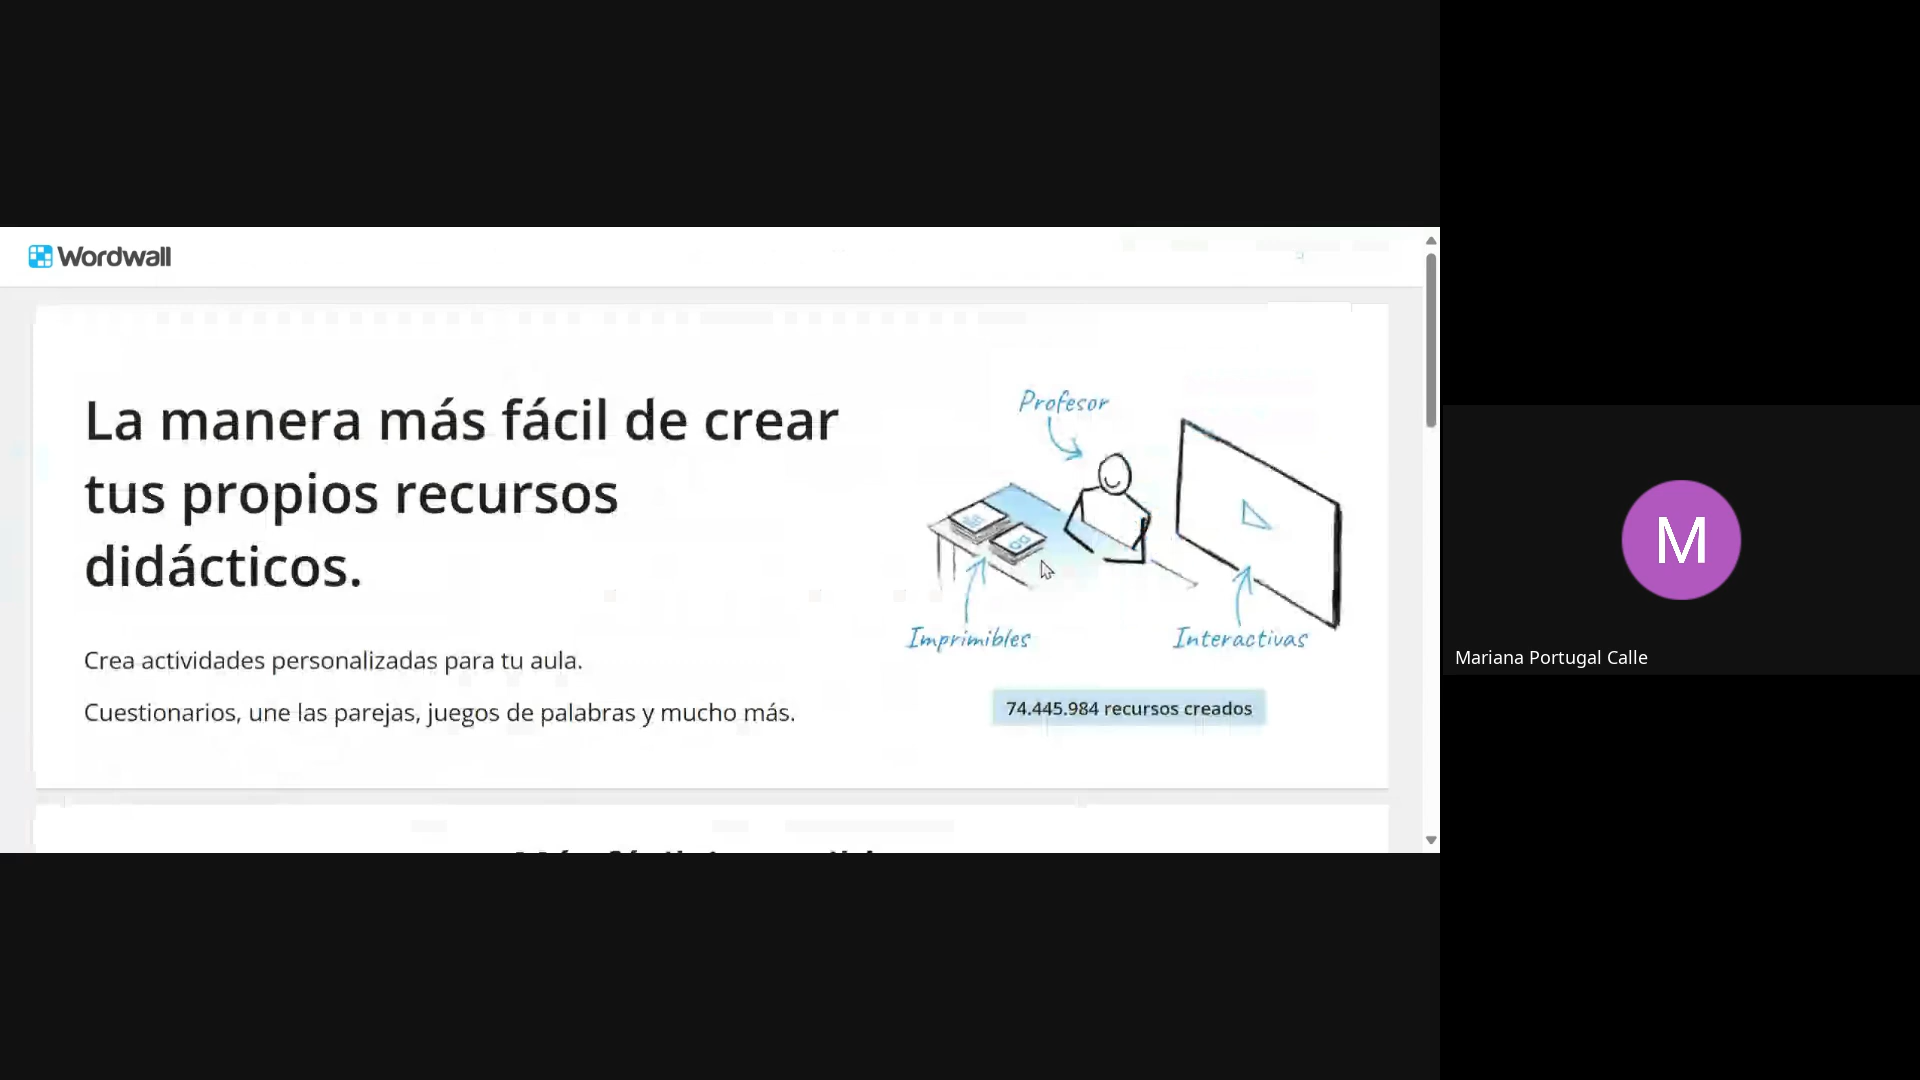 Wordwall
La manera más fácil de crear
tus propios recursos
didácticos.
Crea actividades personalizadas para tu aula.
Cuestionarios, une las parejas, juegos de palabras y mucho más.
Profesor
Imprimibles
Interactivas
74.445.984 recursos creados
M
Mariana Portugal Calle